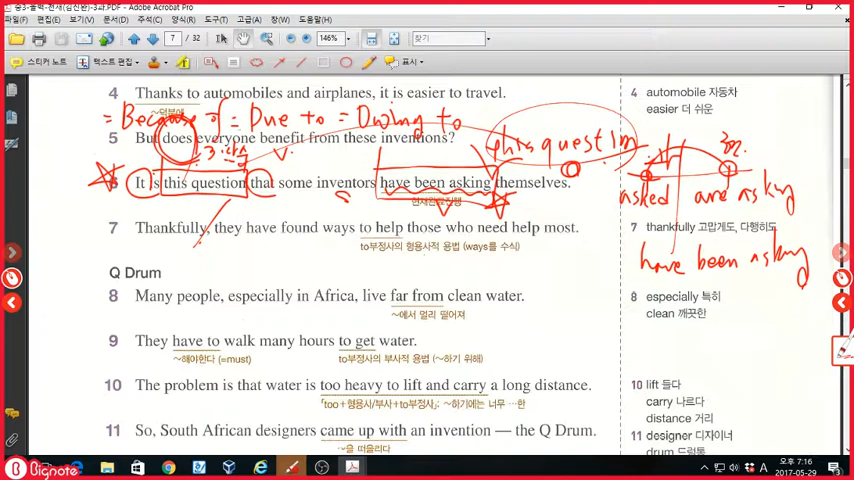 중3-올백-천재(김진완)-3과.PDF - Adobe Acrobat Pro
파일(F) 편집(E) 보기(V) 문서(D) 주석(C) 양식(R) 도구(T) 고급(A) 창(W) 도움말(H)
7 / 32 146% 찾기
스티커 노트 텍스트 편집 표시
4 Thanks to automobiles and airplanes, it is easier to travel.
~덕분에
4 automobile 자동차
easier 더 쉬운
= Because of = Due to = Owing to
5 But does everyone benefit from these inventions?
this question
6 It is this question that some inventors have been asking themselves.
현재완료진행
asked are asking
7 Thankfully, they have found ways to help those who need help most.
to부정사의 형용사적 용법 (ways를 수식)
7 thankfully 고맙게도, 다행히도
have been asking
Q Drum
8 Many people, especially in Africa, live far from clean water.
~에서 멀리 떨어져
8 especially 특히
clean 깨끗한
9 They have to walk many hours to get water.
~해야한다 (=must) to부정사의 부사적 용법 (~하기 위해)
10 The problem is that water is too heavy to lift and carry a long distance.
「too+형용사/부사+to부정사」: ~하기에는 너무 …한
10 lift 들다
carry 나르다
distance 거리
11 So, South African designers came up with an invention — the Q Drum.
~을 떠올리다
11 designer 디자이너
drum 드럼통
Bignote
오후 7:16
2017-05-29